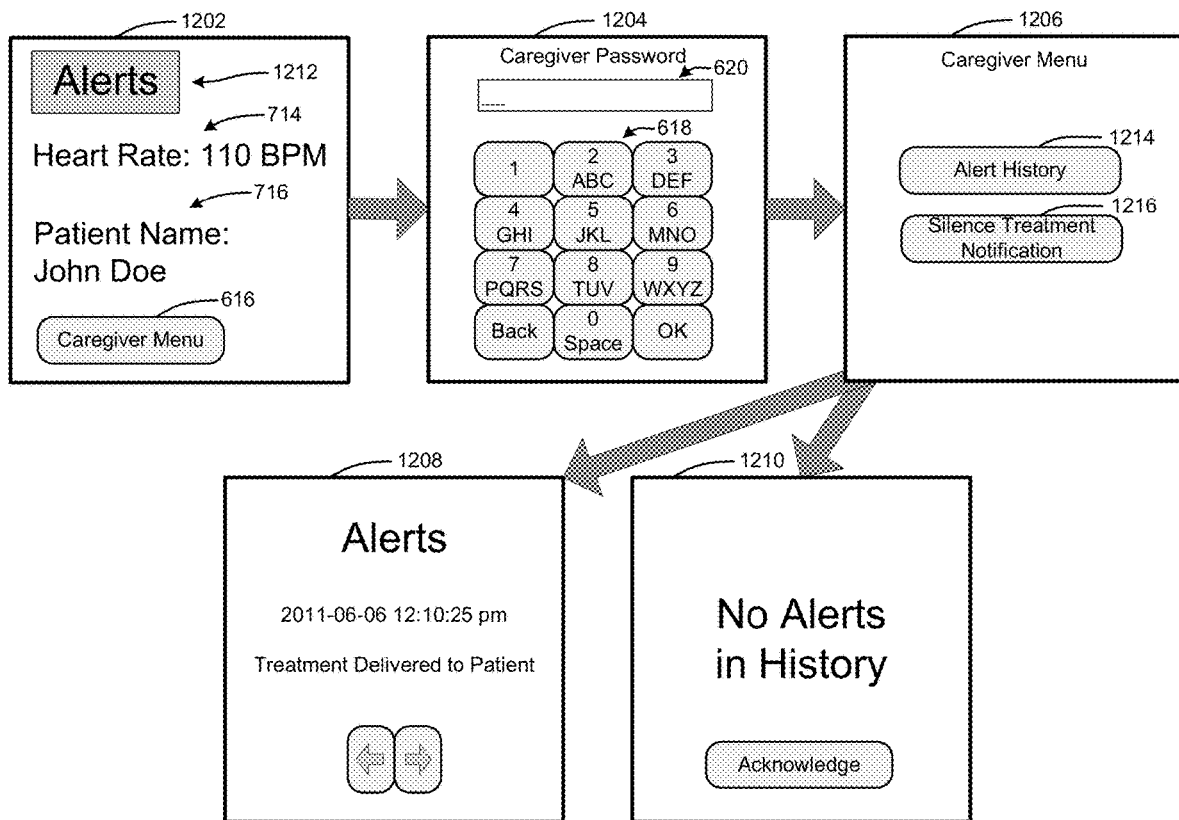 1202
Alerts
1212
714
Heart Rate: 110 BPM
716
Patient Name:
John Doe
616
Caregiver Menu
1204
Caregiver Password
620
____
618
1
2
ABC
3
DEF
4
GHI
5
JKL
6
MNO
7
PQRS
8
TUV
9
WXYZ
Back
0
Space
OK
1206
Caregiver Menu
1214
Alert History
1216
Silence Treatment
Notification
1208
Alerts
2011-06-06 12:10:25 pm
Treatment Delivered to Patient
1210
No Alerts
in History
Acknowledge